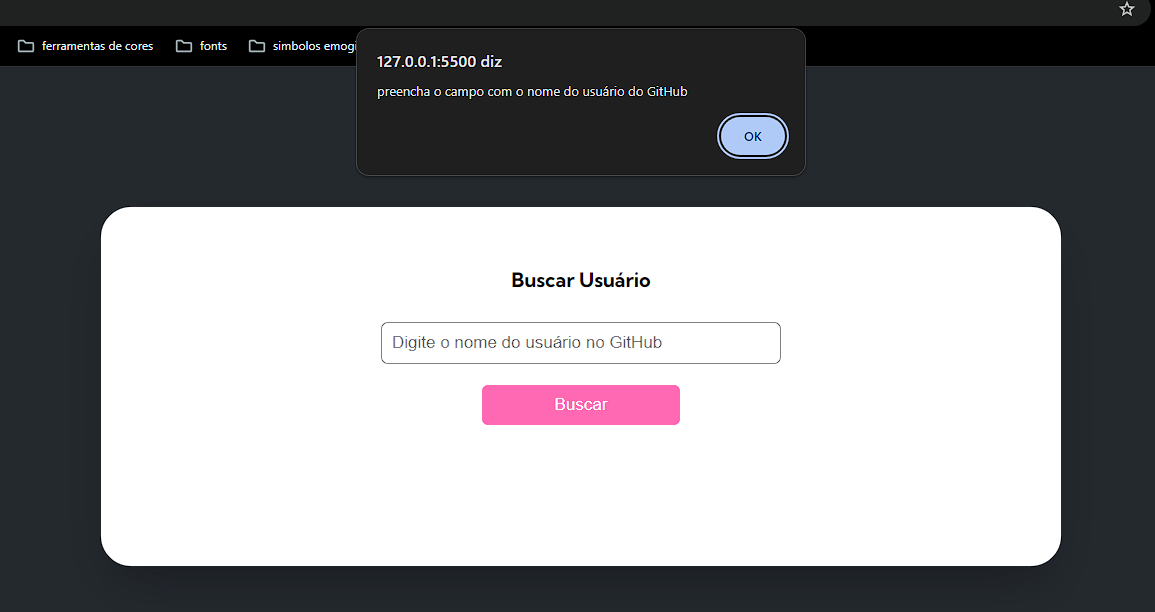 ferramentas de cores
fonts
simbolos emogi
127.0.0.1:5500 diz
preencha o campo com o nome do usuário do GitHub
OK
Buscar Usuário
Digite o nome do usuário no GitHub
Buscar